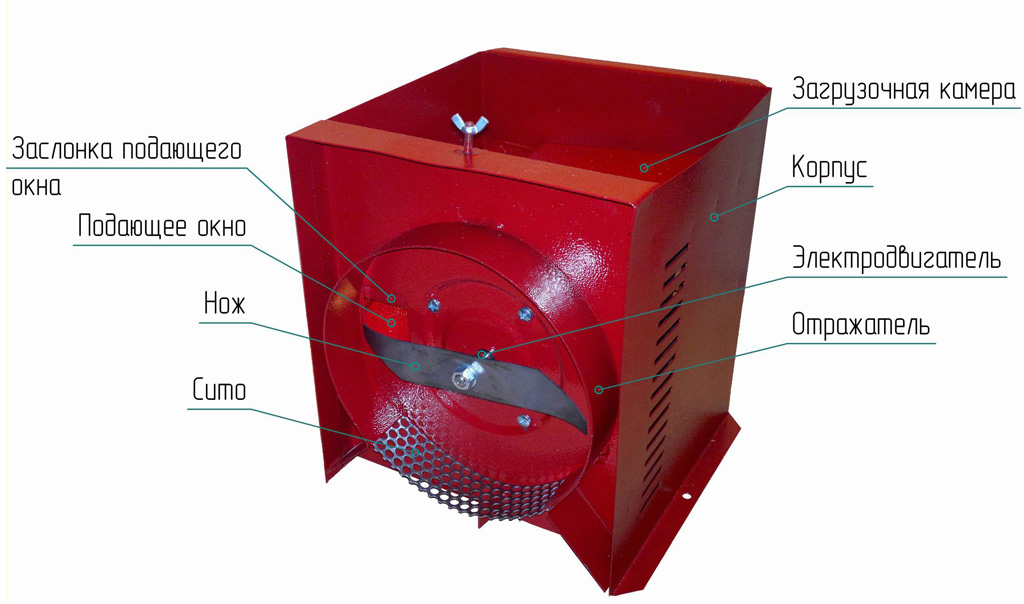 Загрузочная камера
Заслонка подающего
окна
Корпус
Подающее окно
Электродвигатель
Нож
Отражатель
Сито